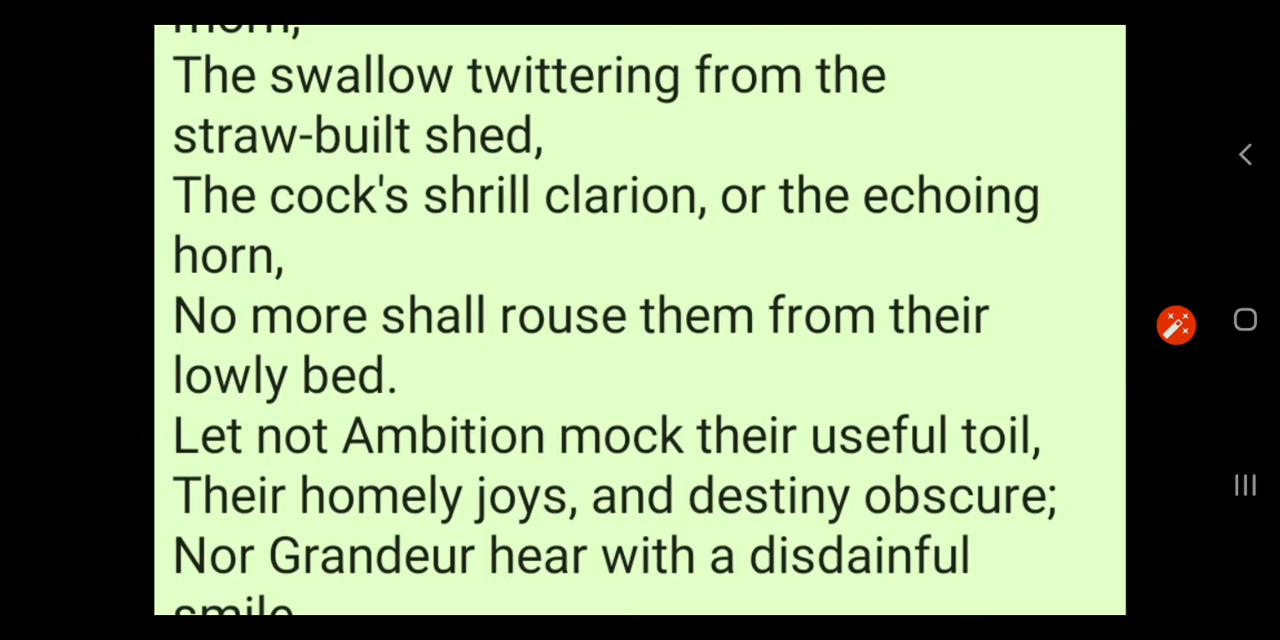 morn,
The swallow twittering from the
straw-built shed,
The cock's shrill clarion, or the echoing
horn,
No more shall rouse them from their
lowly bed.
Let not Ambition mock their useful toil,
Their homely joys, and destiny obscure;
Nor Grandeur hear with a disdainful
smile